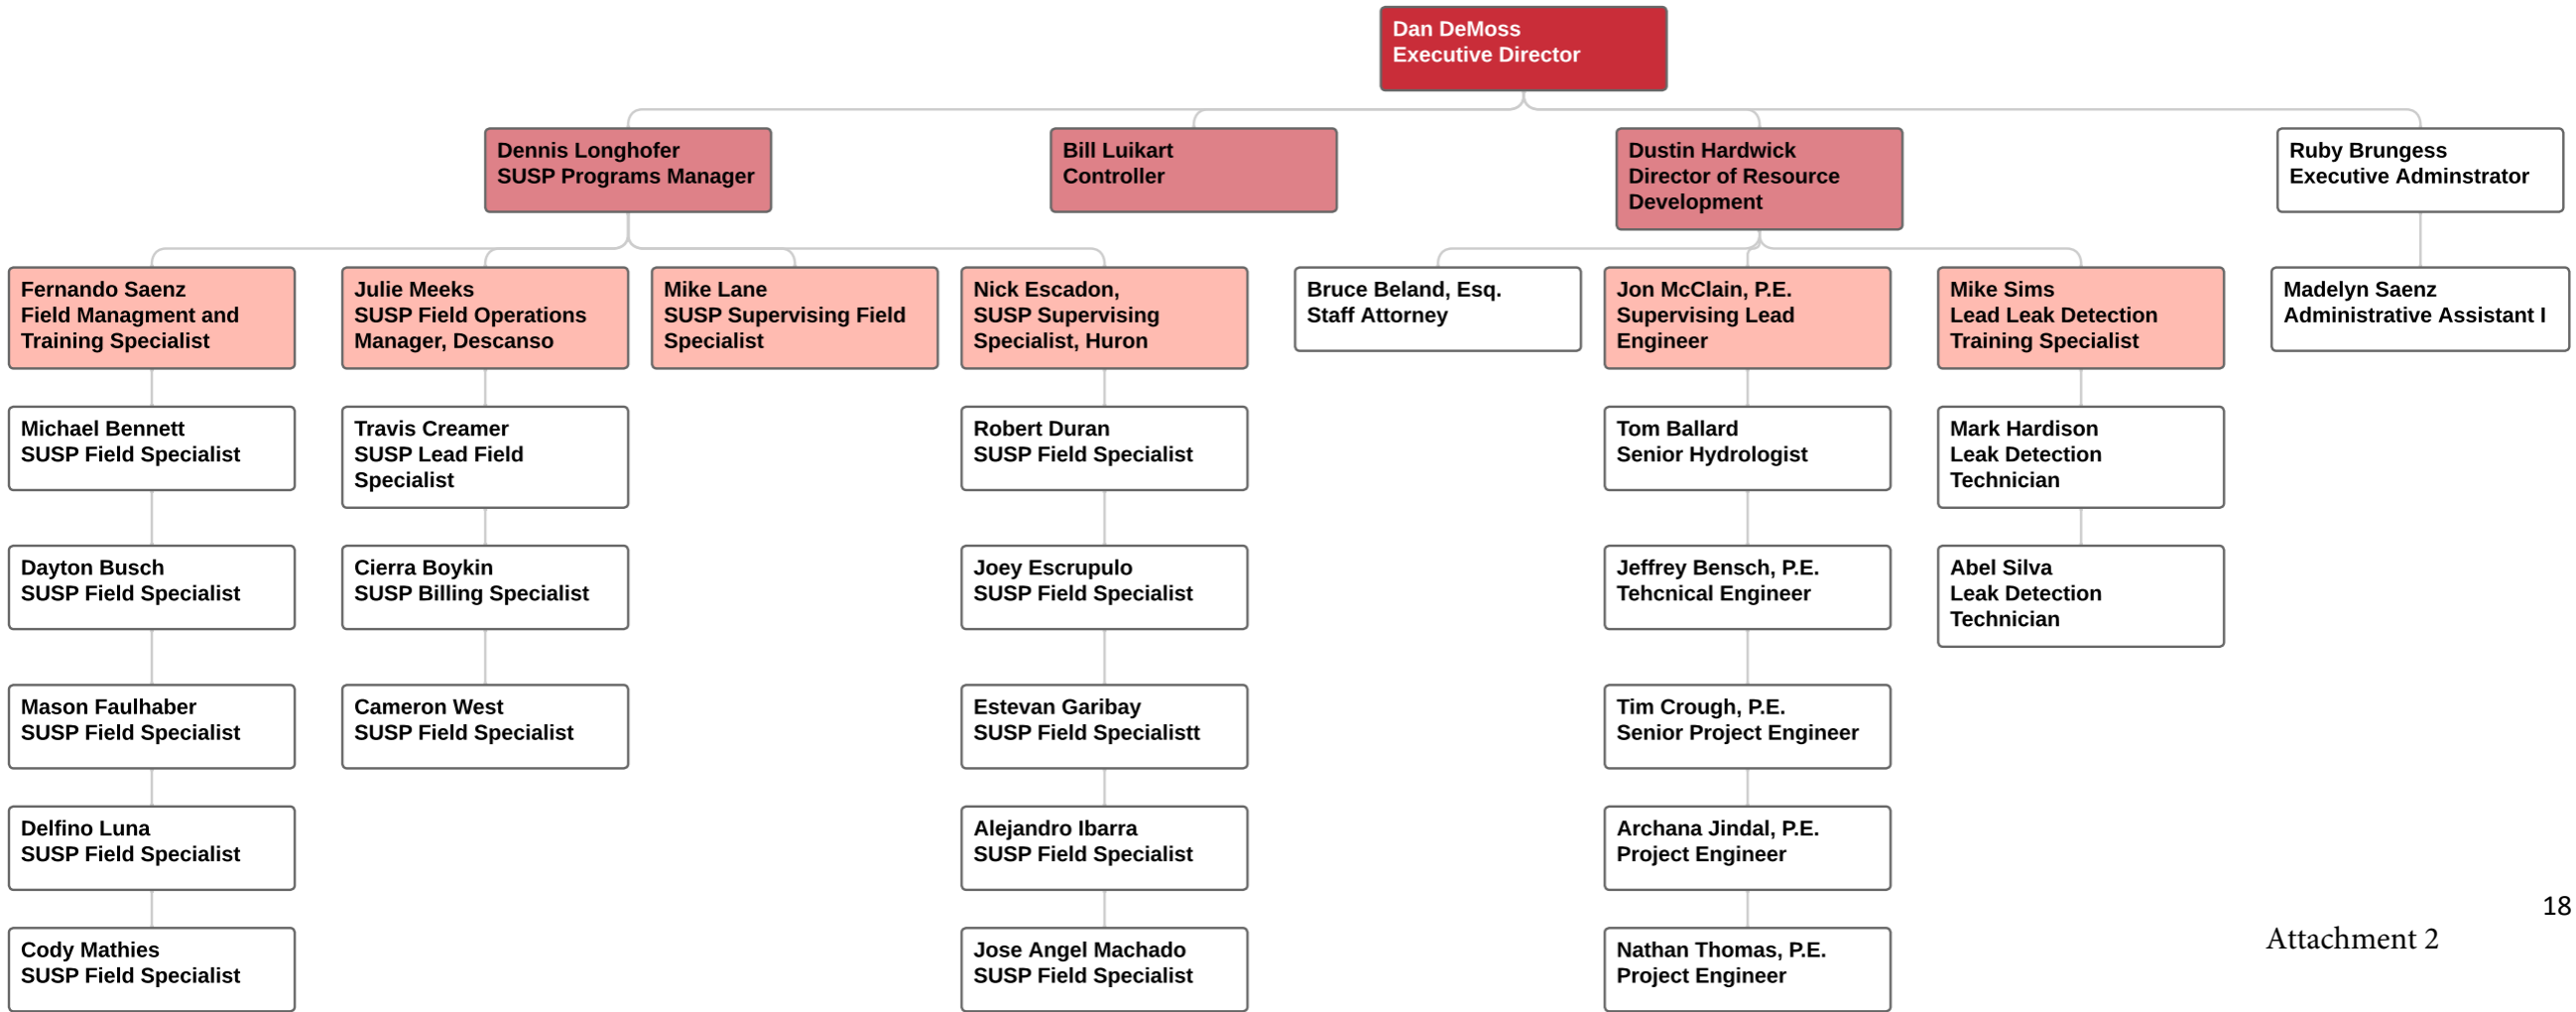 Dan DeMoss
Executive Director
Dennis Longhofer
SUSP Programs Manager
Bill Luikart
Controller
Dustin Hardwick
Director of Resource
Development
Ruby Brungess
Executive Adminstrator
Fernando Saenz
Field Managment and
Training Specialist
Julie Meeks
SUSP Field Operations
Manager, Descanso
Mike Lane
SUSP Supervising Field
Specialist
Nick Escadon,
SUSP Supervising
Specialist, Huron
Bruce Beland, Esq.
Staff Attorney
Jon McClain, P.E.
Supervising Lead
Engineer
Mike Sims
Lead Leak Detection
Training Specialist
Madelyn Saenz
Administrative Assistant I
Michael Bennett
SUSP Field Specialist
Travis Creamer
SUSP Lead Field
Specialist
Robert Duran
SUSP Field Specialist
Tom Ballard
Senior Hydrologist
Mark Hardison
Leak Detection
Technician
Dayton Busch
SUSP Field Specialist
Cierra Boykin
SUSP Billing Specialist
Joey Escrupulo
SUSP Field Specialist
Jeffrey Bensch, P.E.
Tehcnical Engineer
Abel Silva
Leak Detection
Technician
Mason Faulhaber
SUSP Field Specialist
Cameron West
SUSP Field Specialist
Estevan Garibay
SUSP Field Specialistt
Tim Crough, P.E.
Senior Project Engineer
Delfino Luna
SUSP Field Specialist
Alejandro Ibarra
SUSP Field Specialist
Archana Jindal, P.E.
Project Engineer
Cody Mathies
SUSP Field Specialist
Jose Angel Machado
SUSP Field Specialist
Nathan Thomas, P.E.
Project Engineer
18
Attachment 2